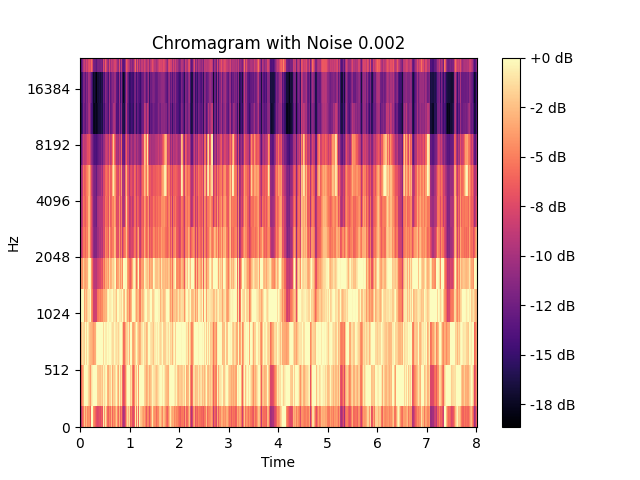 Chromagram with Noise 0.002
Hz
16384
8192
4096
2048
1024
512
0
0 1 2 3 4 5 6 7 8
Time
+0 dB
-2 dB
-5 dB
-8 dB
-10 dB
-12 dB
-15 dB
-18 dB